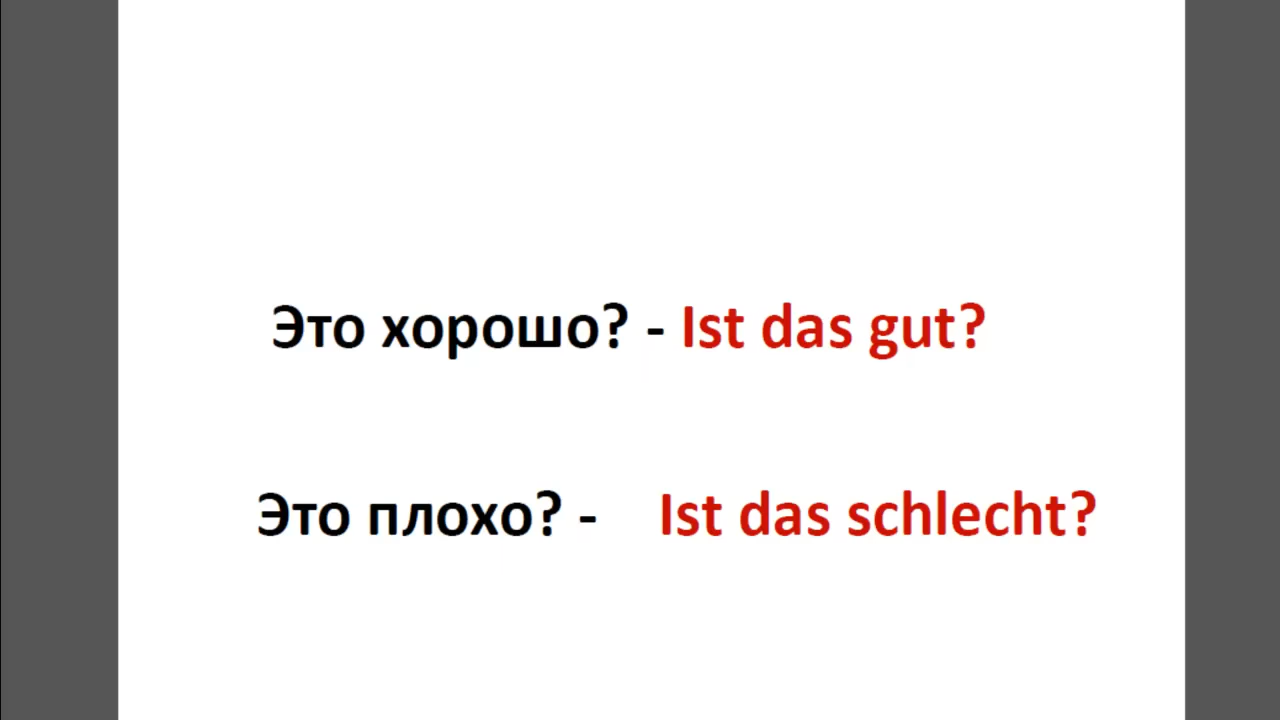 Это хорошо? - Ist das gut?
Это плохо? - Ist das schlecht?